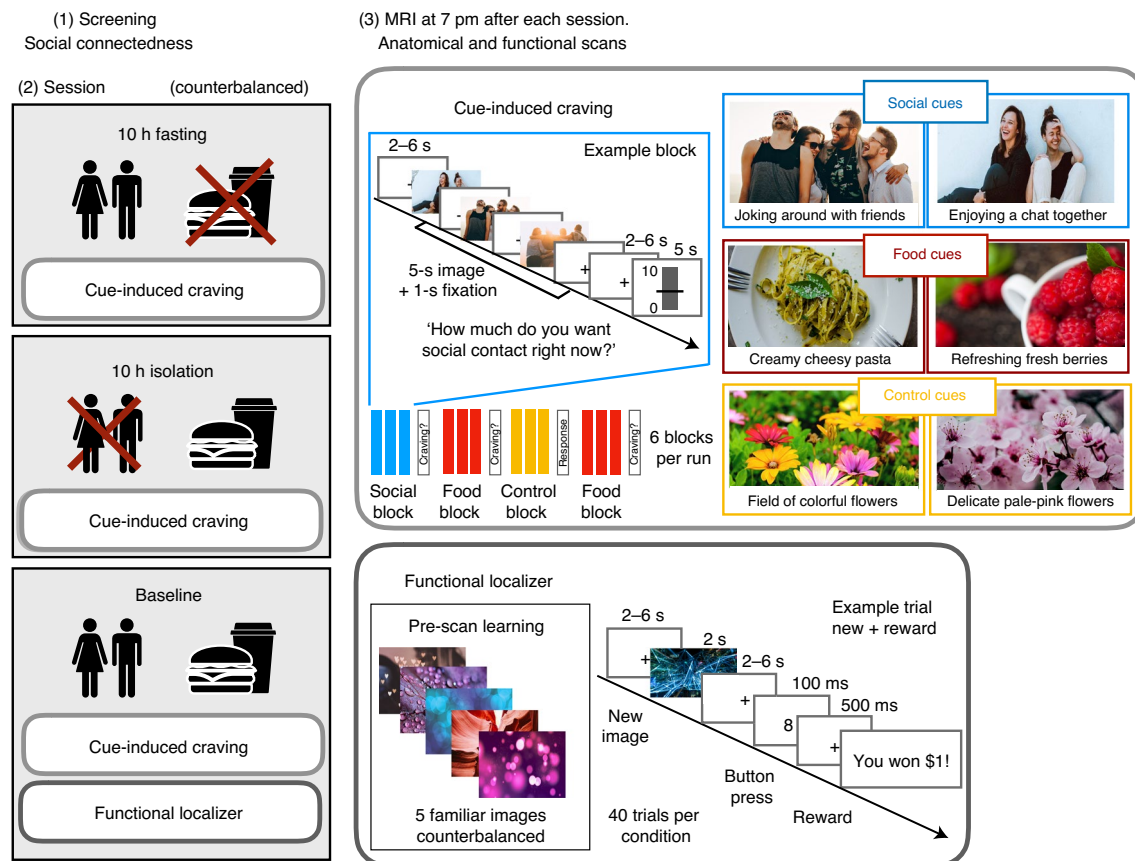 (1) Screening
Social connectedness
(2) Session (counterbalanced)
10 h fasting
Cue-induced craving
10 h isolation
Cue-induced craving
Baseline
Cue-induced craving
Functional localizer
(3) MRI at 7 pm after each session.
Anatomical and functional scans
Cue-induced craving
Example block
2–6 s
5-s image
+ 1-s fixation
2–6 s
5 s
10
0
‘How much do you want
social contact right now?’
Craving?
Craving?
Response
Craving?
6 blocks
per run
Social
block
Food
block
Control
block
Food
block
Social cues
Joking around with friends
Enjoying a chat together
Food cues
Creamy cheesy pasta
Refreshing fresh berries
Control cues
Field of colorful flowers
Delicate pale-pink flowers
Functional localizer
Pre-scan learning
5 familiar images
counterbalanced
Example trial
new + reward
2–6 s
2 s
2–6 s
100 ms
500 ms
+
+
8
+
You won $1!
New
image
Button
press
Reward
40 trials per
condition